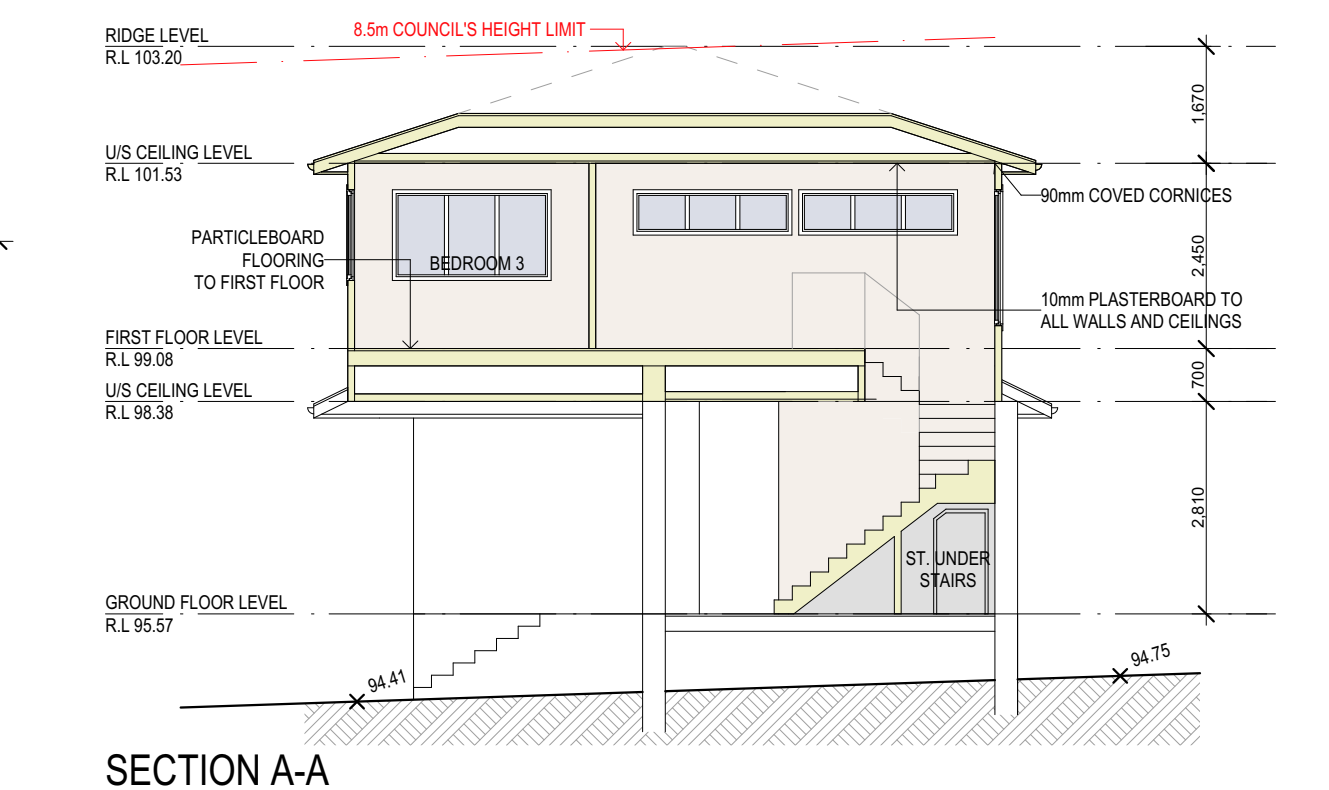 8.5m COUNCIL'S HEIGHT LIMIT
RIDGE LEVEL
R.L 103.20
1,670
U/S CEILING LEVEL
R.L 101.53
90mm COVED CORNICES
PARTICLEBOARD
FLOORING
TO FIRST FLOOR
BEDROOM 3
2,450
10mm PLASTERBOARD TO
ALL WALLS AND CEILINGS
FIRST FLOOR LEVEL
R.L 99.08
700
U/S CEILING LEVEL
R.L 98.38
2,810
ST. UNDER
STAIRS
GROUND FLOOR LEVEL
R.L 95.57
94.41
94.75
SECTION A-A